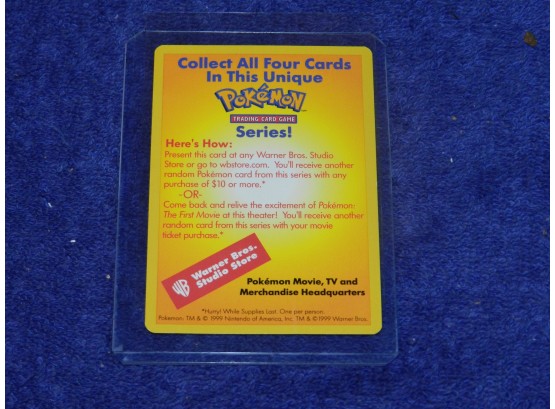 Collect All Four Cards
In This Unique
Pokémon
TRADING CARD GAME
Series!
Here's How:
Present this card at any Warner Bros. Studio
Store or go to wbstore.com. You'll receive another
random Pokémon card from this series with any
purchase of $10 or more.*
-OR-
Come back and relive the excitement of Pokémon:
The First Movie at this theater! You'll receive another
random card from this series with your movie
ticket purchase.*
WB
Warner Bros.
Studio Store
Pokémon Movie, TV and
Merchandise Headquarters
*Hurry! While Supplies Last. One per person.
Pokemon, TM & © 1999 Nintendo of America, Inc. TM & ©1999 Warner Bros.